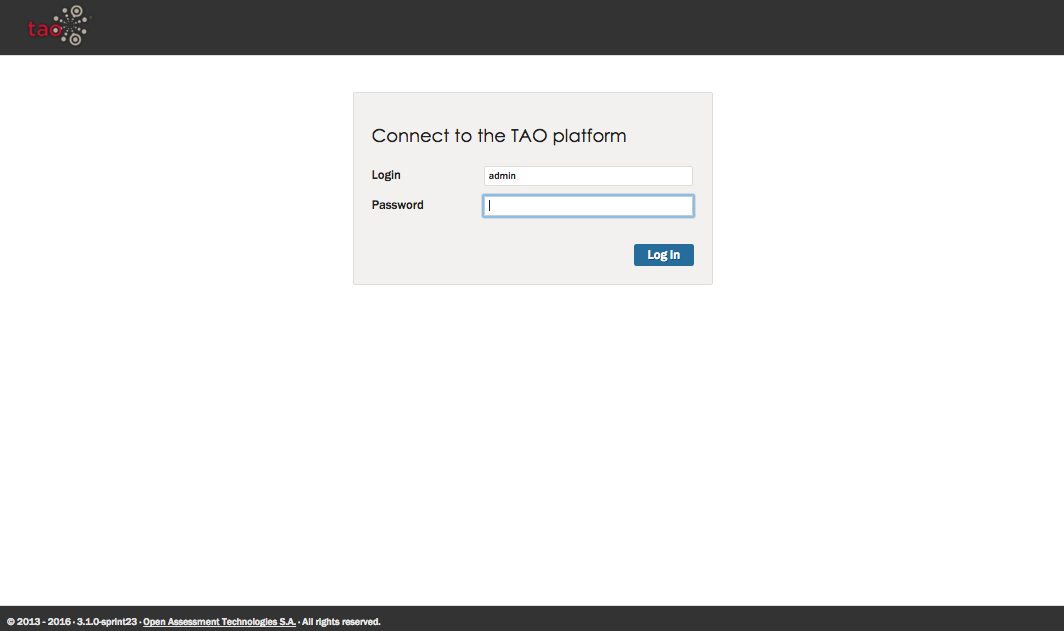 tao
Connect to the TAO platform
Login
admin
Password
Log in
© 2013 - 2016 · 3.1.0-sprint23 · Open Assessment Technologies S.A. · All rights reserved.